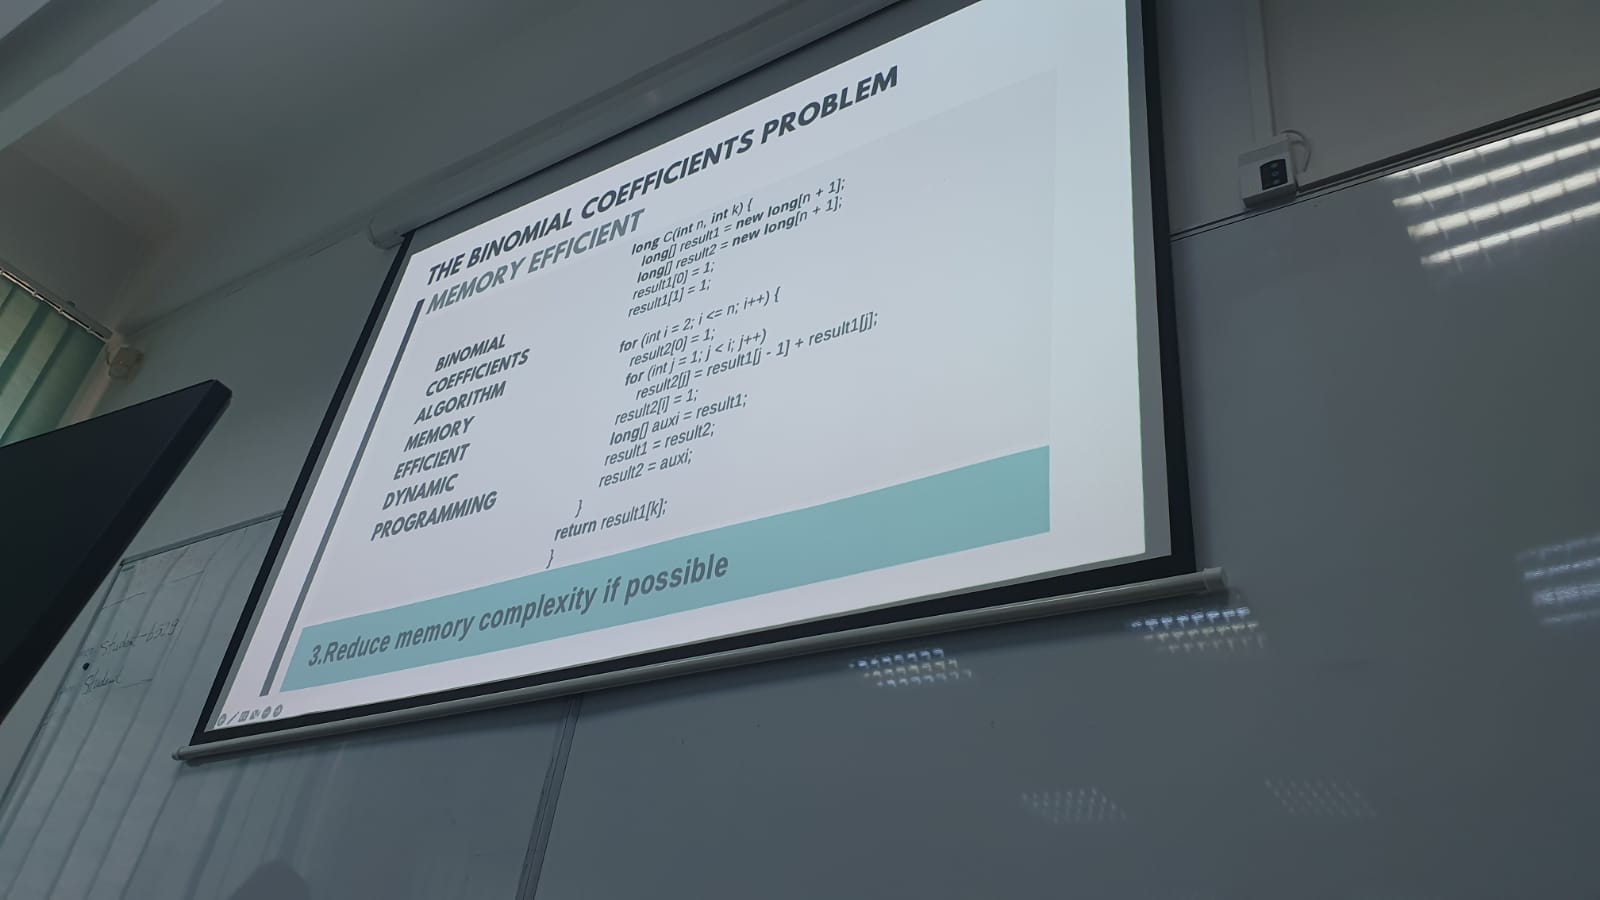 THE BINOMIAL COEFFICIENTS PROBLEM
MEMORY EFFICIENT
BINOMIAL
COEFFICIENTS
ALGORITHM
MEMORY
EFFICIENT
DYNAMIC
PROGRAMMING
long C(int n, int k) {
long[] result1 = new long[n + 1];
long[] result2 = new long[n + 1];
result1[0] = 1;
result1[1] = 1;
for (int i = 2; i <= n; i++) {
result2[0] = 1;
for (int j = 1; j < i; j++)
result2[j] = result1[j - 1] + result1[j];
result2[i] = 1;
long[] auxi = result1;
result1 = result2;
result2 = auxi;
}
return result1[k];
}
3.Reduce memory complexity if possible
Student-6529
Student